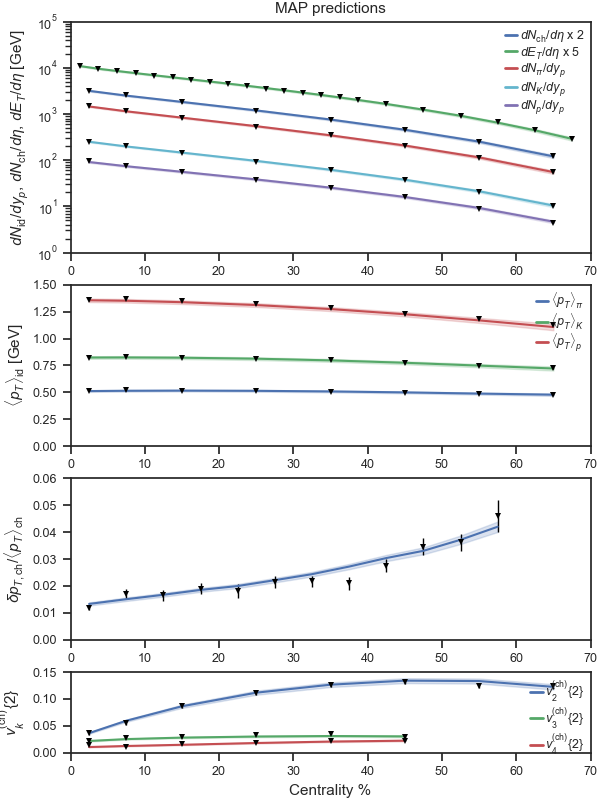 MAP predictions
dN_id/dy_p, dN_ch/dη, dE_T/dη [GeV]
10^5
10^4
10^3
10^2
10^1
10^0
dN_ch/dη x 2
dE_T/dη x 5
dN_π/dy_p
dN_K/dy_p
dN_p/dy_p
0 10 20 30 40 50 60 70
⟨p_T⟩_id [GeV]
1.50
1.25
1.00
0.75
0.50
0.25
0.00
⟨p_T⟩_π
⟨p_T⟩_K
⟨p_T⟩_p
0 10 20 30 40 50 60 70
δp_T,ch/⟨p_T⟩_ch
0.06
0.05
0.04
0.03
0.02
0.01
0.00
0 10 20 30 40 50 60 70
v_k^(ch){2}
0.15
0.10
0.05
0.00
v_2^(ch){2}
v_3^(ch){2}
v_4^(ch){2}
0 10 20 30 40 50 60 70
Centrality %